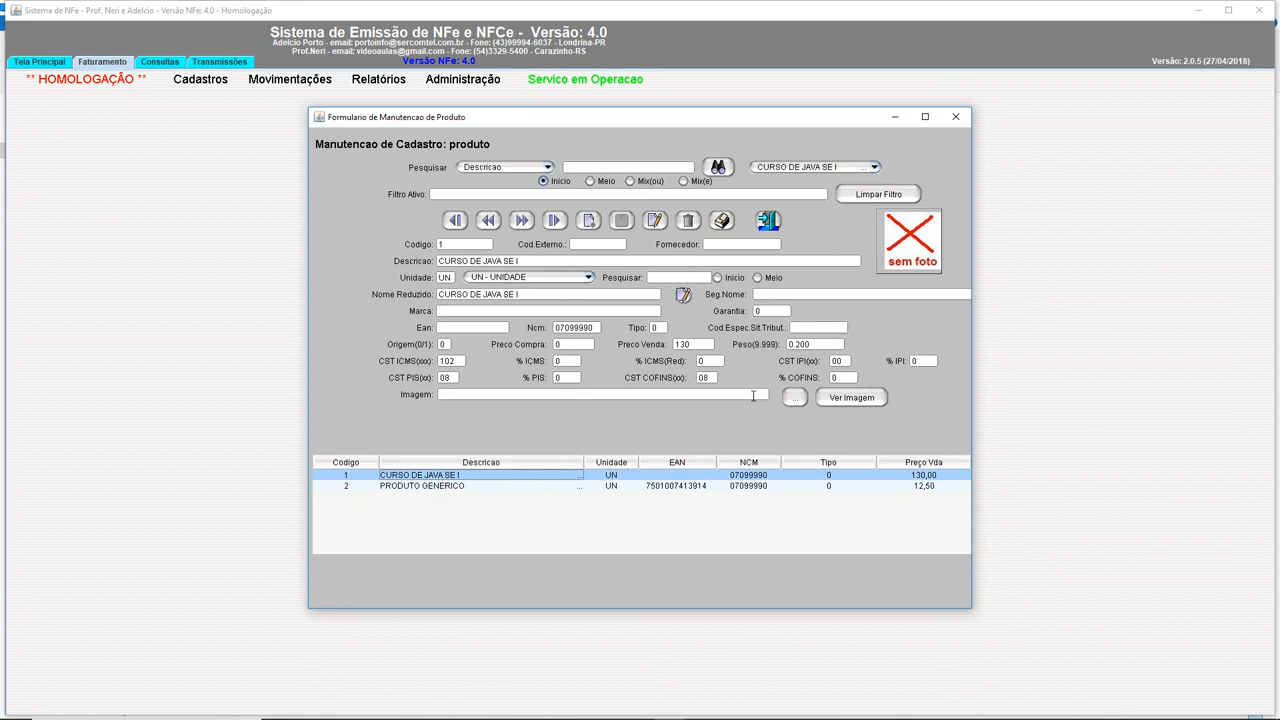 Sistema de NFe - Prof. Neri e Adelcio - Versão NFe: 4.0 - Homologação
Sistema de Emissão de NFe e NFCe - Versão: 4.0
Adelcio Porto - email: portoinfo@sercomtel.com.br - Fone: (43)99994-6037 - Londrina-PR
Prof.Neri - email: videoaulas@gmail.com - Fone: (54)3329-5400 - Carazinho-RS
Versão NFe: 4.0
Tela Principal Faturamento Consultas Transmissões Versão: 2.0.5 (27/04/2018)
** HOMOLOGAÇÃO ** Cadastros Movimentações Relatórios Administração Servico em Operacao
Formulario de Manutencao de Produto
Manutencao de Cadastro: produto
Pesquisar Descricao CURSO DE JAVA SE I ...
Inicio Meio Mix(ou) Mix(e)
Filtro Ativo: Limpar Filtro
sem foto
Codigo: 1 Cod.Externo.: Fornecedor:
Descricao: CURSO DE JAVA SE I
Unidade: UN UN - UNIDADE Pesquisar: Inicio Meio
Nome Reduzido: CURSO DE JAVA SE I Seg.Nome:
Marca: Garantia: 0
Ean: Ncm: 07099990 Tipo: 0 Cod.Espec.Sit.Tribut.:
Origem(0/1): 0 Preco Compra: 0 Preco Venda: 130 Peso(9.999): 0.200
CST ICMS(xx): 102 % ICMS: 0 % ICMS(Red): 0 CST IPI(xx): 00 % IPI: 0
CST PIS(xx): 08 % PIS: 0 CST COFINS(xx): 08 % COFINS: 0
Imagem: ... Ver Imagem
Codigo Descricao Unidade EAN NCM Tipo Preço Vda
1 CURSO DE JAVA SE I ... UN 07099990 0 130,00
2 PRODUTO GENERICO ... UN 7501007413914 07099990 0 12,50